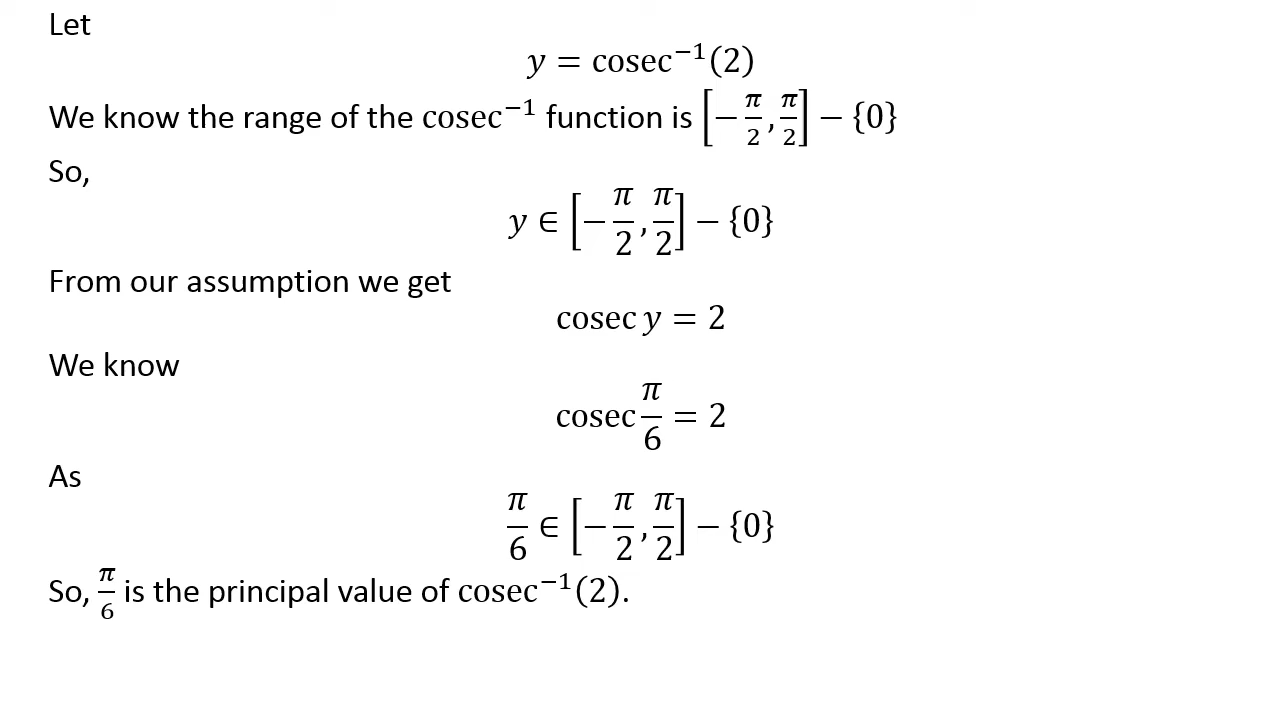 Let
y = cosec⁻¹(2)
We know the range of the cosec⁻¹ function is [−π/2, π/2] − {0}
So,
y ∈ [−π/2, π/2] − {0}
From our assumption we get
cosec y = 2
We know
cosec π/6 = 2
As
π/6 ∈ [−π/2, π/2] − {0}
So, π/6 is the principal value of cosec⁻¹(2).